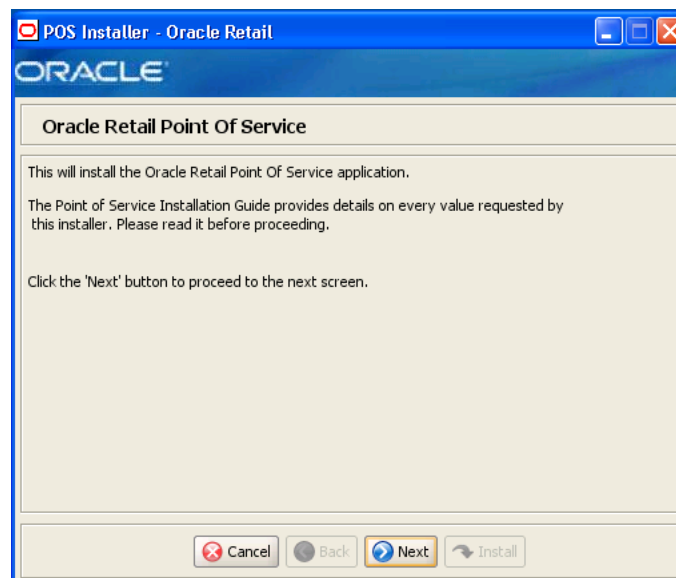 POS Installer - Oracle Retail
ORACLE
Oracle Retail Point Of Service
This will install the Oracle Retail Point Of Service application.
The Point of Service Installation Guide provides details on every value requested by
this installer. Please read it before proceeding.
Click the 'Next' button to proceed to the next screen.
Cancel Back Next Install